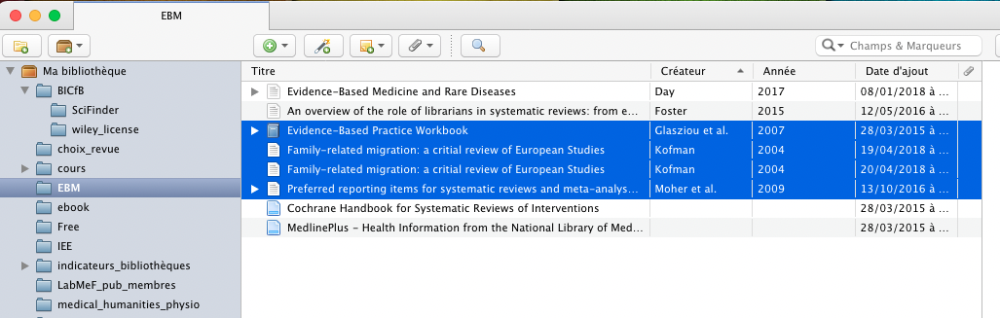 EBM
Champs & Marqueurs
Ma bibliothèque
BICfB
SciFinder
wiley_license
choix_revue
cours
EBM
ebook
Free
IEE
indicateurs_bibliothèques
LabMeF_pub_membres
medical_humanities_physio
Titre Créateur Année Date d'ajout
Evidence-Based Medicine and Rare Diseases Day 2017 08/01/2018 à ...
An overview of the role of librarians in systematic reviews: from e... Foster 2015 12/05/2016 à ...
Evidence-Based Practice Workbook Glasziou et al. 2007 28/03/2015 à ...
Family-related migration: a critial review of European Studies Kofman 2004 19/04/2018 à ...
Family-related migration: a critial review of European Studies Kofman 2004 20/04/2018 à ...
Preferred reporting items for systematic reviews and meta-analys... Moher et al. 2009 13/10/2016 à ...
Cochrane Handbook for Systematic Reviews of Interventions 28/03/2015 à ...
MedlinePlus - Health Information from the National Library of Med... 28/03/2015 à ...